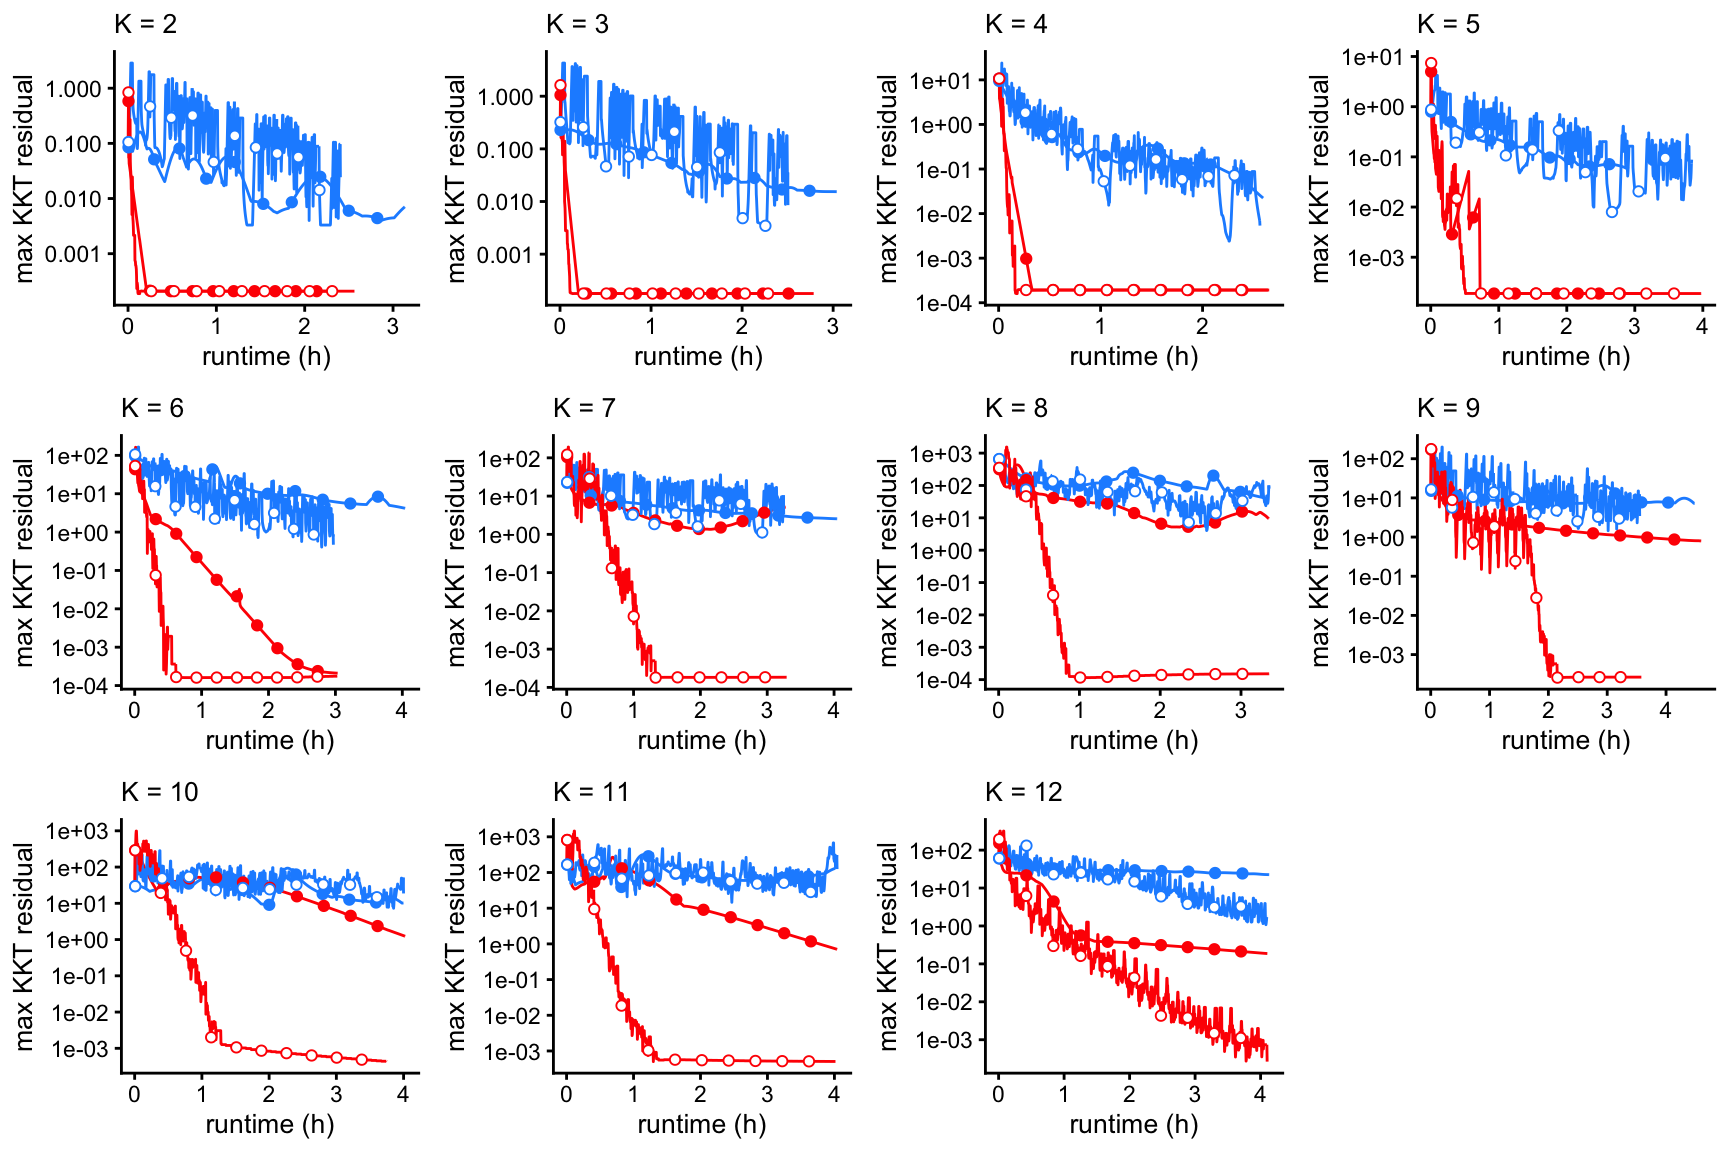 K = 2
max KKT residual
1.000
0.100
0.010
0.001
0 1 2 3
runtime (h)
K = 3
max KKT residual
1.000
0.100
0.010
0.001
0 1 2 3
runtime (h)
K = 4
max KKT residual
1e+01
1e+00
1e-01
1e-02
1e-03
1e-04
0 1 2
runtime (h)
K = 5
max KKT residual
1e+01
1e+00
1e-01
1e-02
1e-03
0 1 2 3 4
runtime (h)
K = 6
max KKT residual
1e+02
1e+01
1e+00
1e-01
1e-02
1e-03
1e-04
0 1 2 3 4
runtime (h)
K = 7
max KKT residual
1e+02
1e+01
1e+00
1e-01
1e-02
1e-03
1e-04
0 1 2 3 4
runtime (h)
K = 8
max KKT residual
1e+03
1e+02
1e+01
1e+00
1e-01
1e-02
1e-03
1e-04
0 1 2 3
runtime (h)
K = 9
max KKT residual
1e+02
1e+01
1e+00
1e-01
1e-02
1e-03
0 1 2 3 4
runtime (h)
K = 10
max KKT residual
1e+03
1e+02
1e+01
1e+00
1e-01
1e-02
1e-03
0 1 2 3 4
runtime (h)
K = 11
max KKT residual
1e+03
1e+02
1e+01
1e+00
1e-01
1e-02
1e-03
0 1 2 3 4
runtime (h)
K = 12
max KKT residual
1e+02
1e+01
1e+00
1e-01
1e-02
1e-03
0 1 2 3 4
runtime (h)